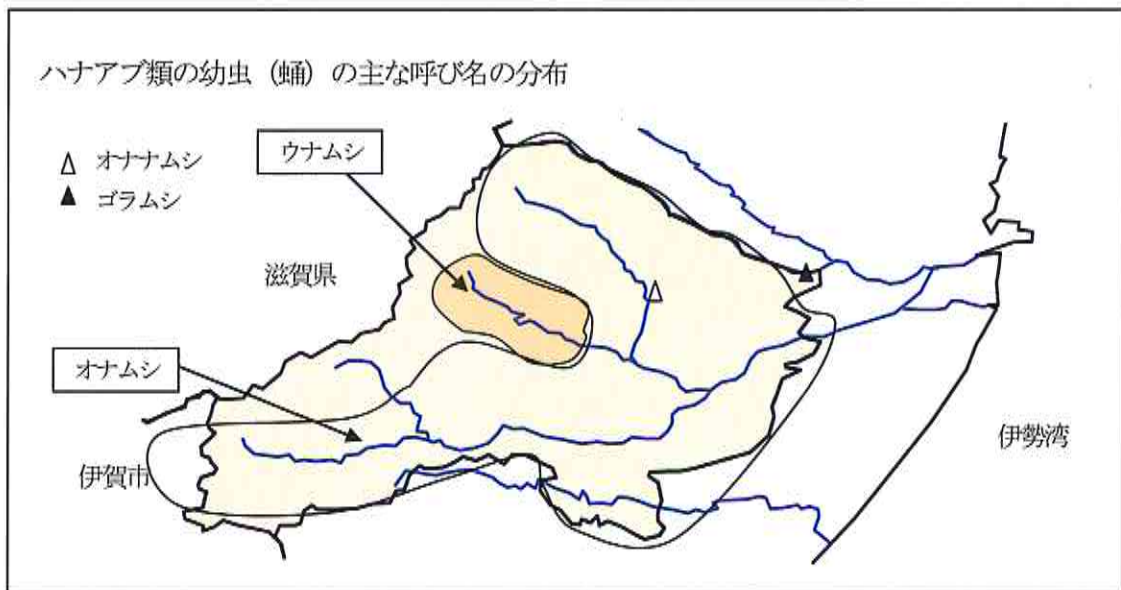 ハナアブ類の幼虫（蛹）の主な呼び名の分布
△ オナナムシ
▲ ゴラムシ
ウナムシ
滋賀県
オナムシ
伊賀市
伊勢湾